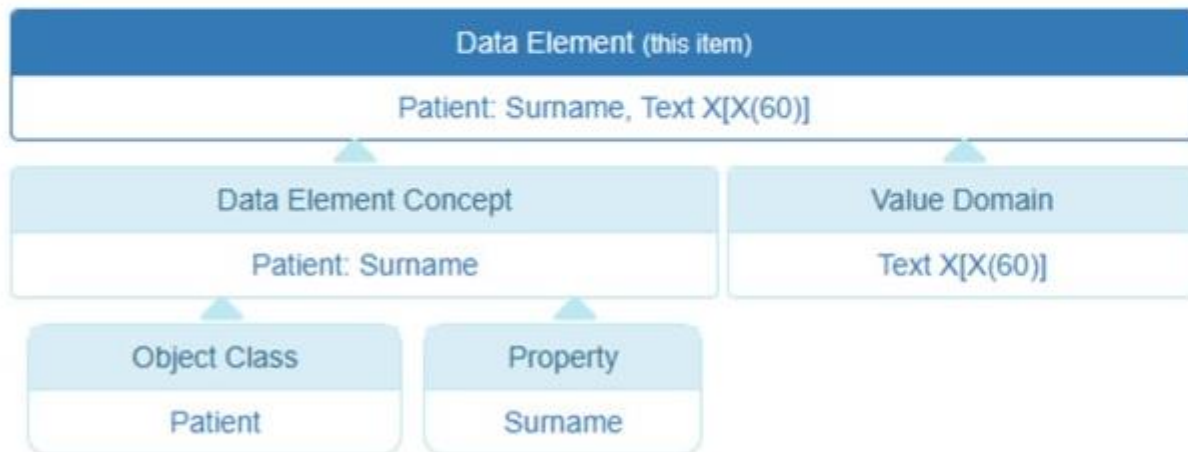 Data Element (this item)
Patient: Surname, Text X[X(60)]
Data Element Concept
Value Domain
Patient: Surname
Text X[X(60)]
Object Class
Property
Patient
Surname